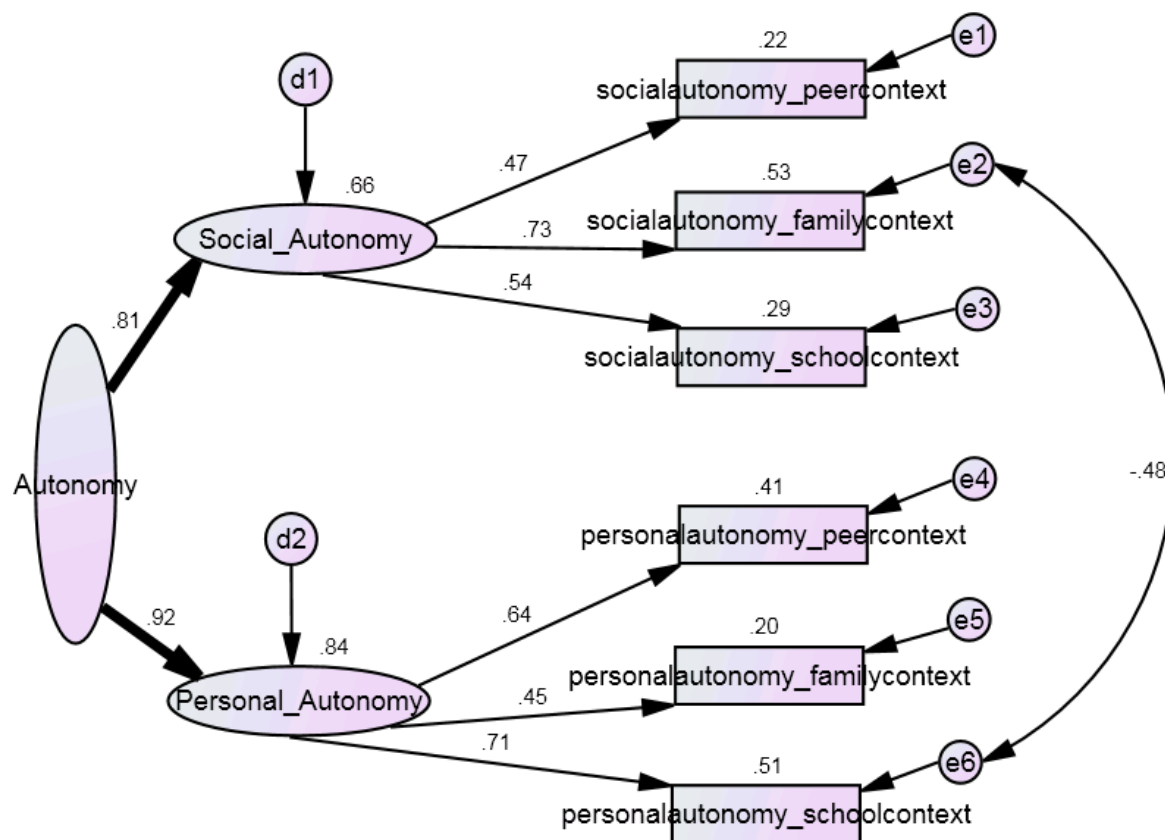 e1
.22
socialautonomy_peercontext
d1
.47
e2
.66
.53
Social_Autonomy
socialautonomy_familycontext
.73
.54
e3
.29
.81
socialautonomy_schoolcontext
Autonomy
-.48
e4
.41
d2
personalautonomy_peercontext
.92
.64
e5
.20
.84
personalautonomy_familycontext
Personal_Autonomy
.45
.71
e6
.51
personalautonomy_schoolcontext